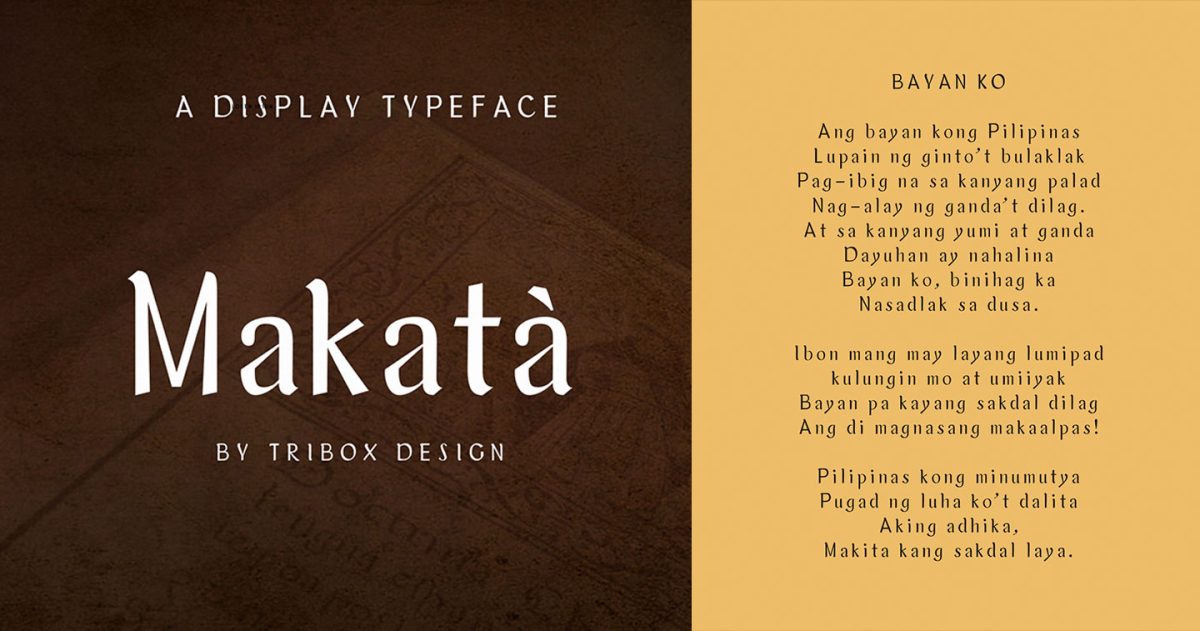 A DISPLAY TYPEFACE
Makatà
BY TRIBOX DESIGN
BAYAN KO
Ang bayan kong Pilipinas
Lupain ng ginto’t bulaklak
Pag–ibig na sa kanyang palad
Nag–alay ng ganda’t dilag.
At sa kanyang yumi at ganda
Dayuhan ay nahalina
Bayan ko, binihag ka
Nasadlak sa dusa.
Ibon mang may layang lumipad
kulungin mo at umiiyak
Bayan pa kayang sakdal dilag
Ang di magnasang makaalpas!
Pilipinas kong minumutya
Pugad ng luha ko’t dalita
Aking adhika,
Makita kang sakdal laya.